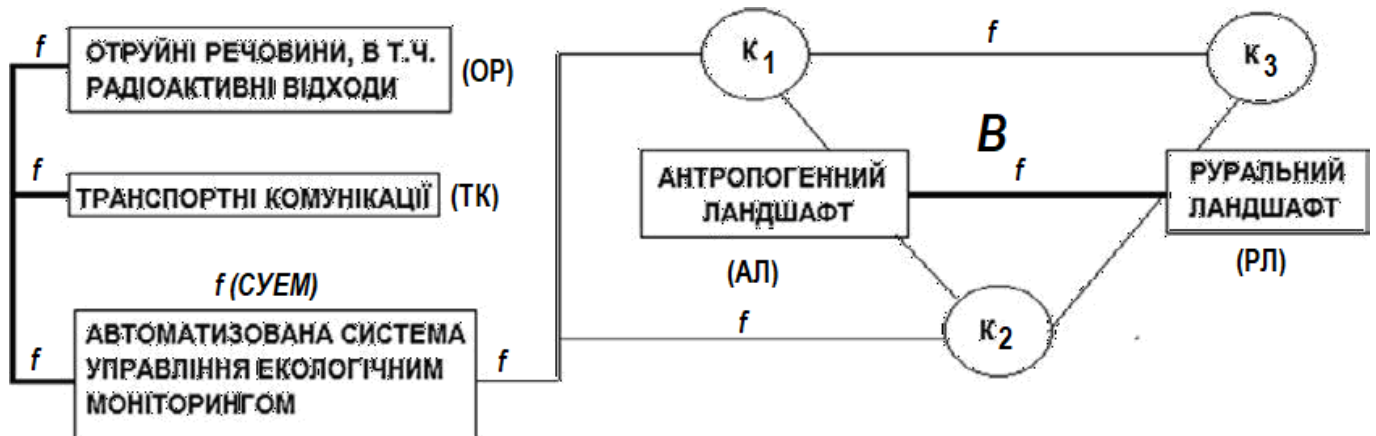 f
ОТРУЙНІ РЕЧОВИНИ, В Т.Ч.
РАДІОАКТИВНІ ВІДХОДИ
(ОР)
f
ТРАНСПОРТНІ КОМУНІКАЦІЇ
(ТК)
f (СУЕМ)
f
АВТОМАТИЗОВАНА СИСТЕМА
УПРАВЛІННЯ ЕКОЛОГІЧНИМ
МОНІТОРИНГОМ
f
К1
f
К3
В
f
АНТРОПОГЕННИЙ
ЛАНДШАФТ
(АЛ)
РУРАЛЬНИЙ
ЛАНДШАФТ
(РЛ)
f
К2